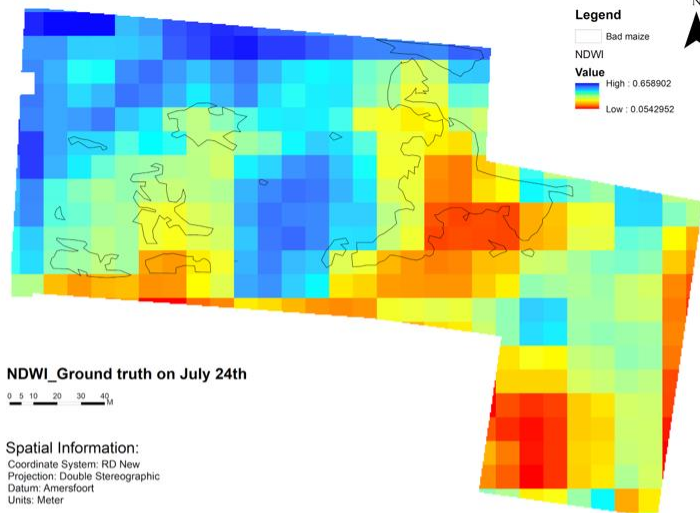 N
Legend
Bad maize
NDWI
Value
High : 0.658902
Low : 0.0542952
NDWI_Ground truth on July 24th
0 5 10 20 30 40
M
Spatial Information:
Coordinate System: RD New
Projection: Double Stereographic
Datum: Amersfoort
Units: Meter